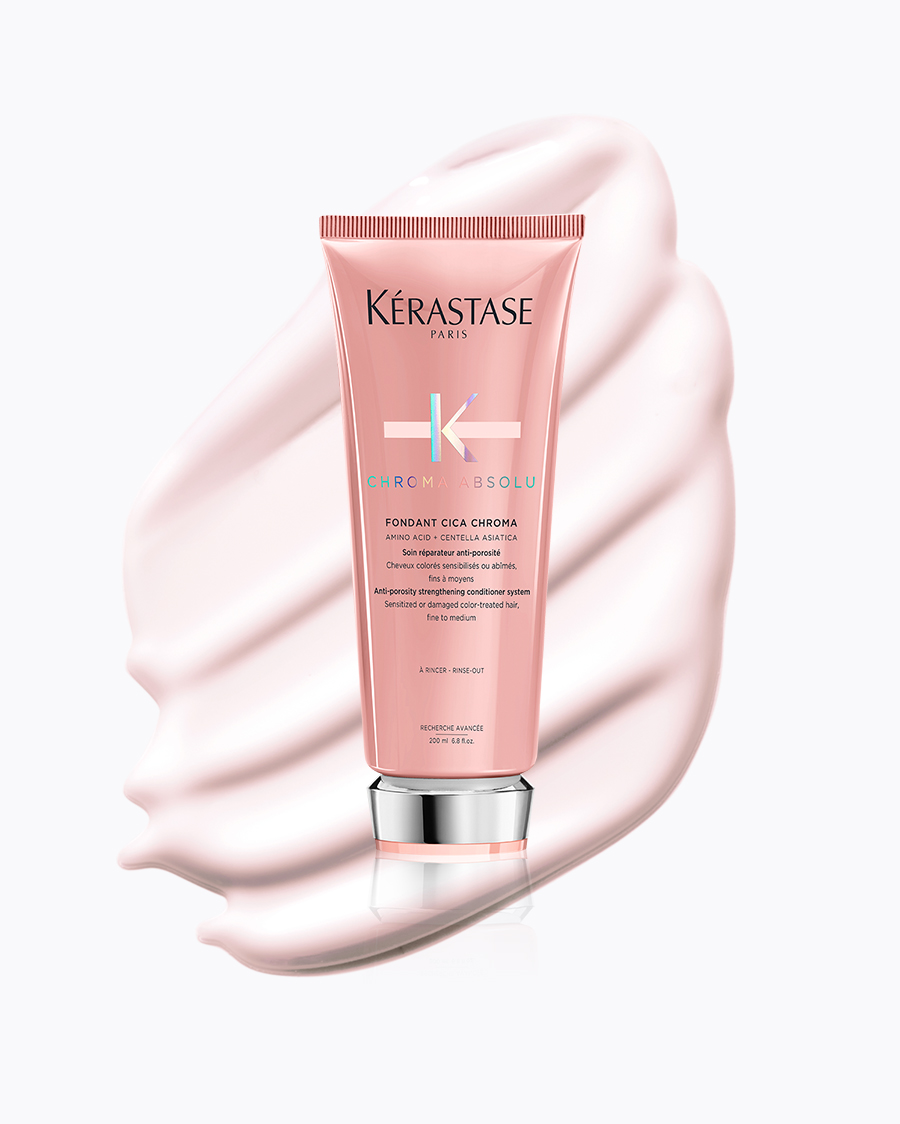 KÉRASTASE
PARIS
K
CHROMA ABSOLU
FONDANT CICA CHROMA
AMINO ACID + CENTELLA ASIATICA
Soin réparateur anti-porosité
Cheveux colorés sensibilisés ou abîmés,
fins à moyens
Anti-porosity strengthening conditioner system
Sensitized or damaged color-treated hair,
fine to medium
À RINCER - RINSE-OUT
RECHERCHE AVANCÉE
200 ml 6.8 fl.oz.